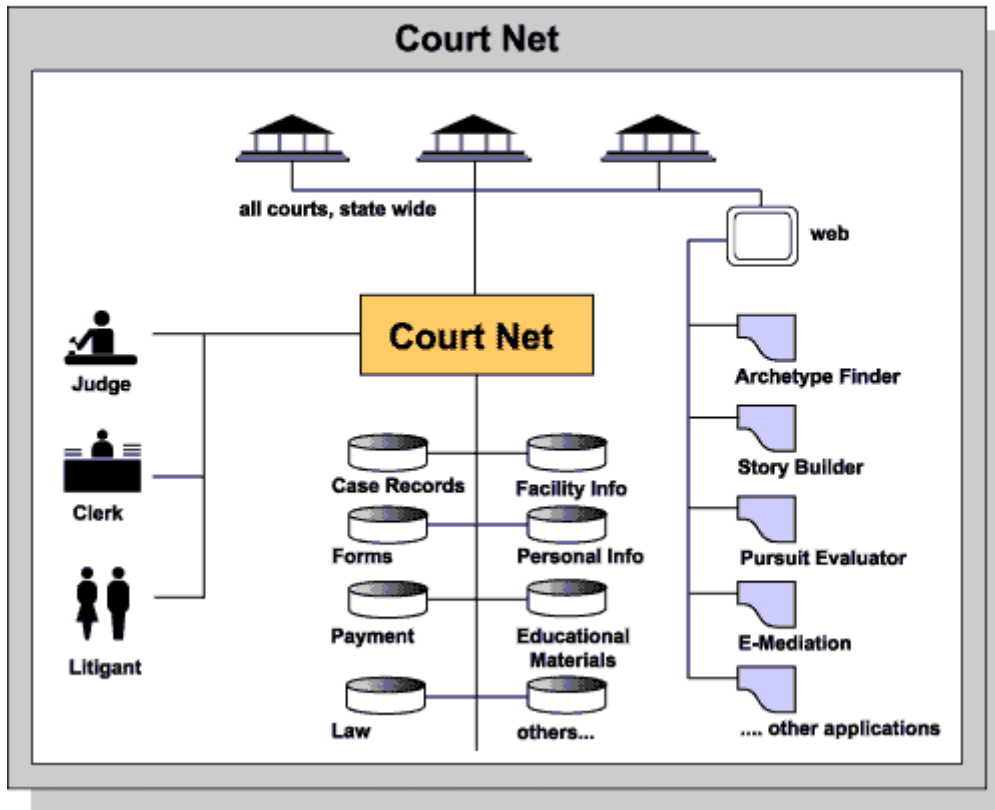 Court Net
all courts, state wide
web
Court Net
Judge
Clerk
Litigant
Case Records
Facility Info
Forms
Personal Info
Payment
Educational
Materials
Law
others...
Archetype Finder
Story Builder
Pursuit Evaluator
E-Mediation
.... other applications